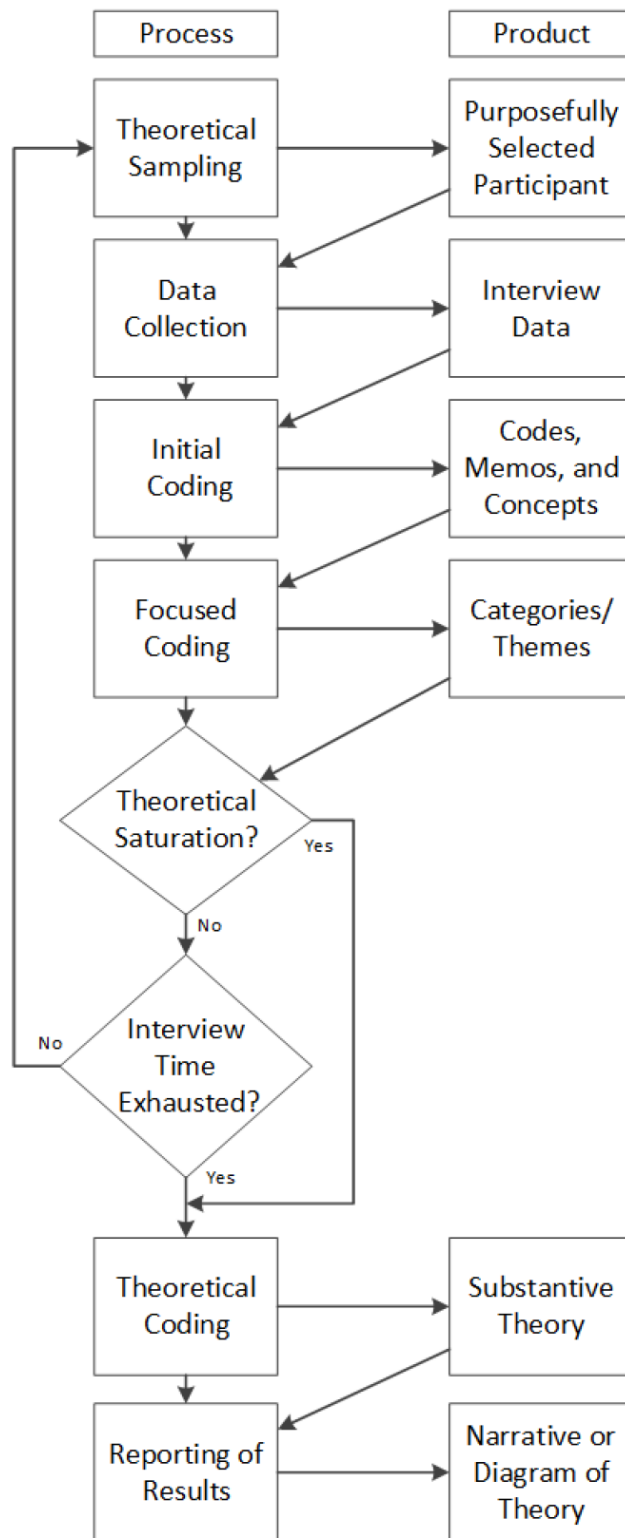 Process
Product
Theoretical
Sampling
Purposefully
Selected
Participant
Data
Collection
Interview
Data
Initial
Coding
Codes,
Memos, and
Concepts
Focused
Coding
Categories/
Themes
Theoretical
Saturation?
Yes
No
Interview
Time
Exhausted?
No
Yes
Theoretical
Coding
Substantive
Theory
Reporting of
Results
Narrative or
Diagram of
Theory